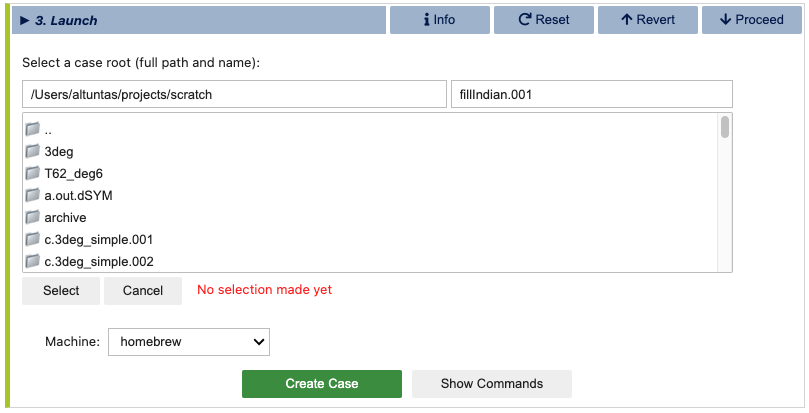 ► 3. Launch
Info
Reset
Revert
Proceed
Select a case root (full path and name):
/Users/altuntas/projects/scratch
fillIndian.001
..
3deg
T62_deg6
a.out.dSYM
archive
c.3deg_simple.001
c.3deg_simple.002
Select
Cancel
No selection made yet
Machine:
homebrew
Create Case
Show Commands